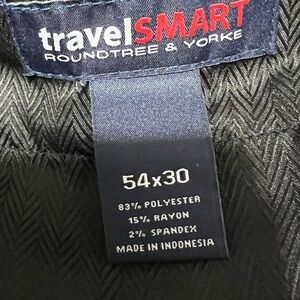 travelSMART
ROUNDTREE & YORKE
54x30
83% POLYESTER
15% RAYON
2% SPANDEX
MADE IN INDONESIA